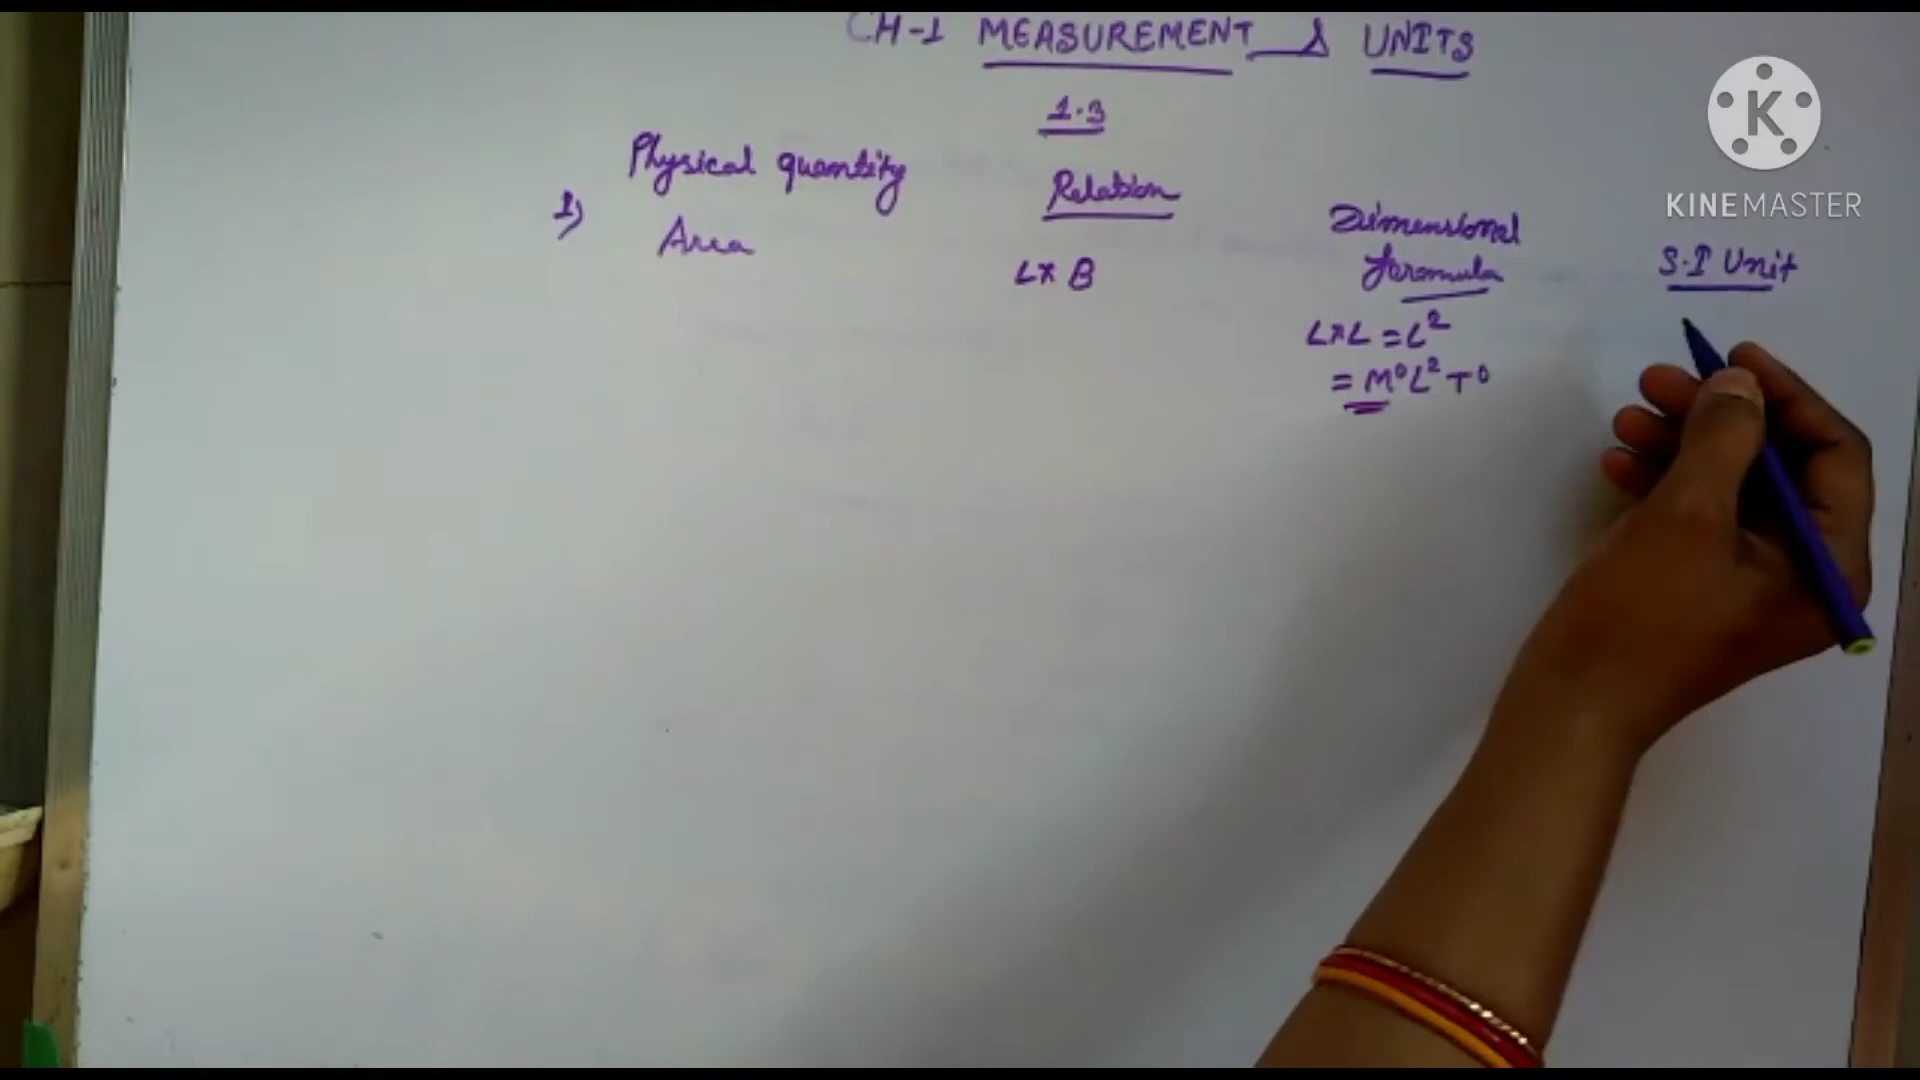 CH-1 MEASUREMENT & UNITS
1.3
Physical quantity Relation Dimensional formula S.I Unit
1) Area L×B L×L = L²
= M⁰L²T⁰
K
KINEMASTER